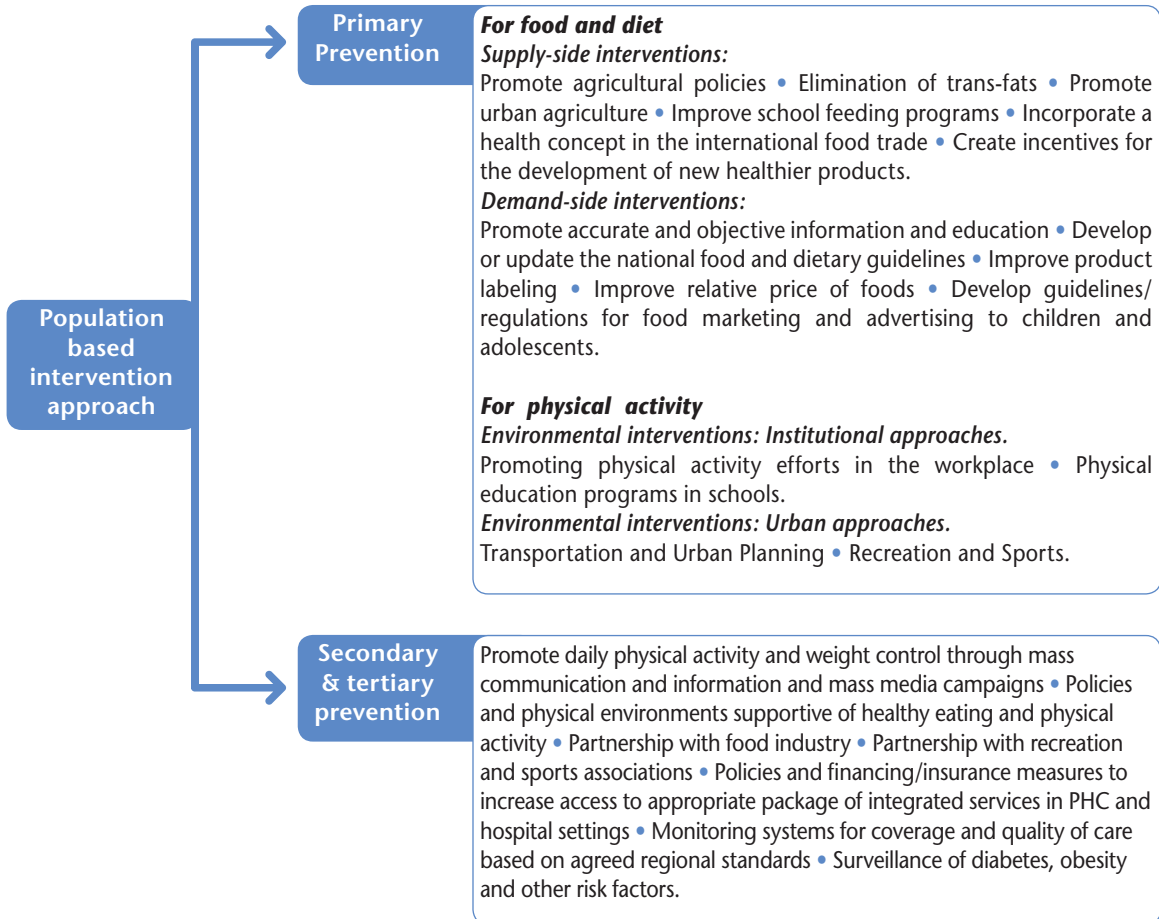 Population
based
intervention
approach
Primary
Prevention
For food and diet
Supply-side interventions:
Promote agricultural policies • Elimination of trans-fats • Promote
urban agriculture • Improve school feeding programs • Incorporate a
health concept in the international food trade • Create incentives for
the development of new healthier products.
Demand-side interventions:
Promote accurate and objective information and education • Develop
or update the national food and dietary guidelines • Improve product
labeling • Improve relative price of foods • Develop guidelines/
regulations for food marketing and advertising to children and
adolescents.
For physical activity
Environmental interventions: Institutional approaches.
Promoting physical activity efforts in the workplace • Physical
education programs in schools.
Environmental interventions: Urban approaches.
Transportation and Urban Planning • Recreation and Sports.
Secondary
& tertiary
prevention
Promote daily physical activity and weight control through mass
communication and information and mass media campaigns • Policies
and physical environments supportive of healthy eating and physical
activity • Partnership with food industry • Partnership with recreation
and sports associations • Policies and financing/insurance measures to
increase access to appropriate package of integrated services in PHC and
hospital settings • Monitoring systems for coverage and quality of care
based on agreed regional standards • Surveillance of diabetes, obesity
and other risk factors.